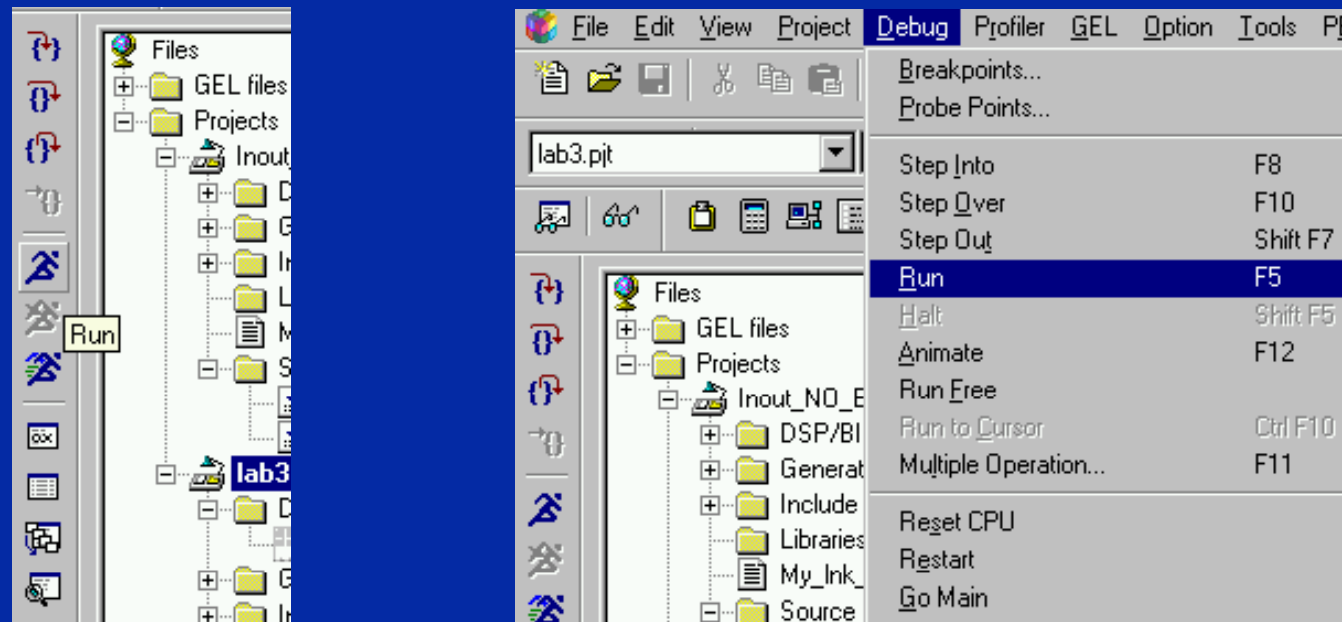 Files
GEL files
Projects
Inout_
Run
lab3
File Edit View Project Debug Profiler GEL Option Tools
lab3.pjt
Files
GEL files
Projects
Inout_NO_E
DSP/BI
Generat
Include
Libraries
My_lnk_
Source
Breakpoints...
Probe Points...
Step Into F8
Step Over F10
Step Out Shift F7
Run F5
Halt Shift F5
Animate F12
Run Free
Run to Cursor Ctrl F10
Multiple Operation... F11
Reset CPU
Restart
Go Main